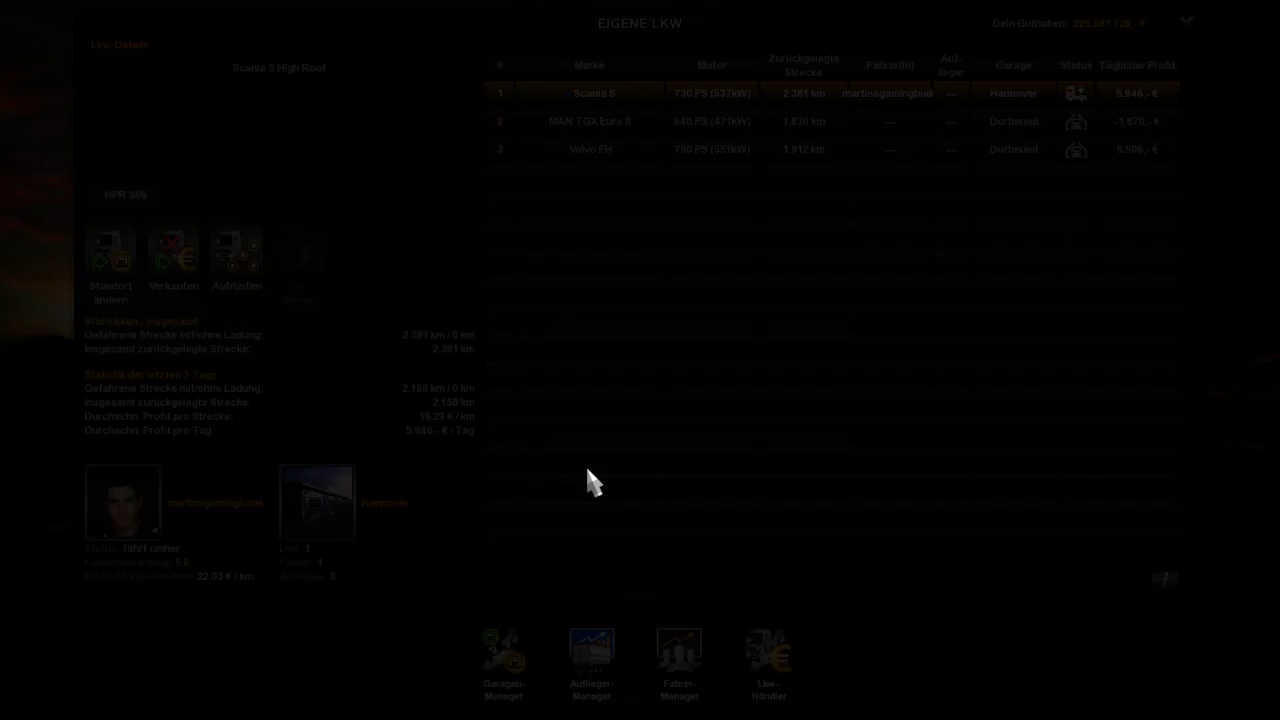 EIGENE LKW
Dein Guthaben: 229 581 728,- €
Lkw-Details
Scania S High Roof
HPR 366
Standort ändern
Verkaufen
Aufrüsten
Statistiken - insgesamt
Gefahrene Strecke mit/ohne Ladung: 2.381 km / 0 km
Insgesamt zurückgelegte Strecke: 2.381 km
Statistik der letzten 7 Tage
Gefahrene Strecke mit/ohne Ladung: 2.158 km / 0 km
Insgesamt zurückgelegte Strecke: 2.158 km
Durchschn. Profit pro Strecke: 19,29 € / km
Durchschn. Profit pro Tag: 5.946,- € / Tag
martinsgamingbude
Hannover
Status: fährt umher
Lkw: 1
22,03 € / km
# Marke Motor Zurückgelegte Strecke Fahrer(in) Auf-lieger Garage Status Täglicher Profit
1 Scania S 730 PS (537kW) 2.381 km martinsgamingbud --- Hannover 5.946,- €
2 MAN TGX Euro 6 640 PS (471kW) 1.830 km --- --- Dortmund -1.870,- €
3 Volvo FH 750 PS (551kW) 1.912 km --- --- Dortmund 9.506,- €
Garagen-Manager
Auflieger-Manager
Fahrer-Manager
Lkw-Händler